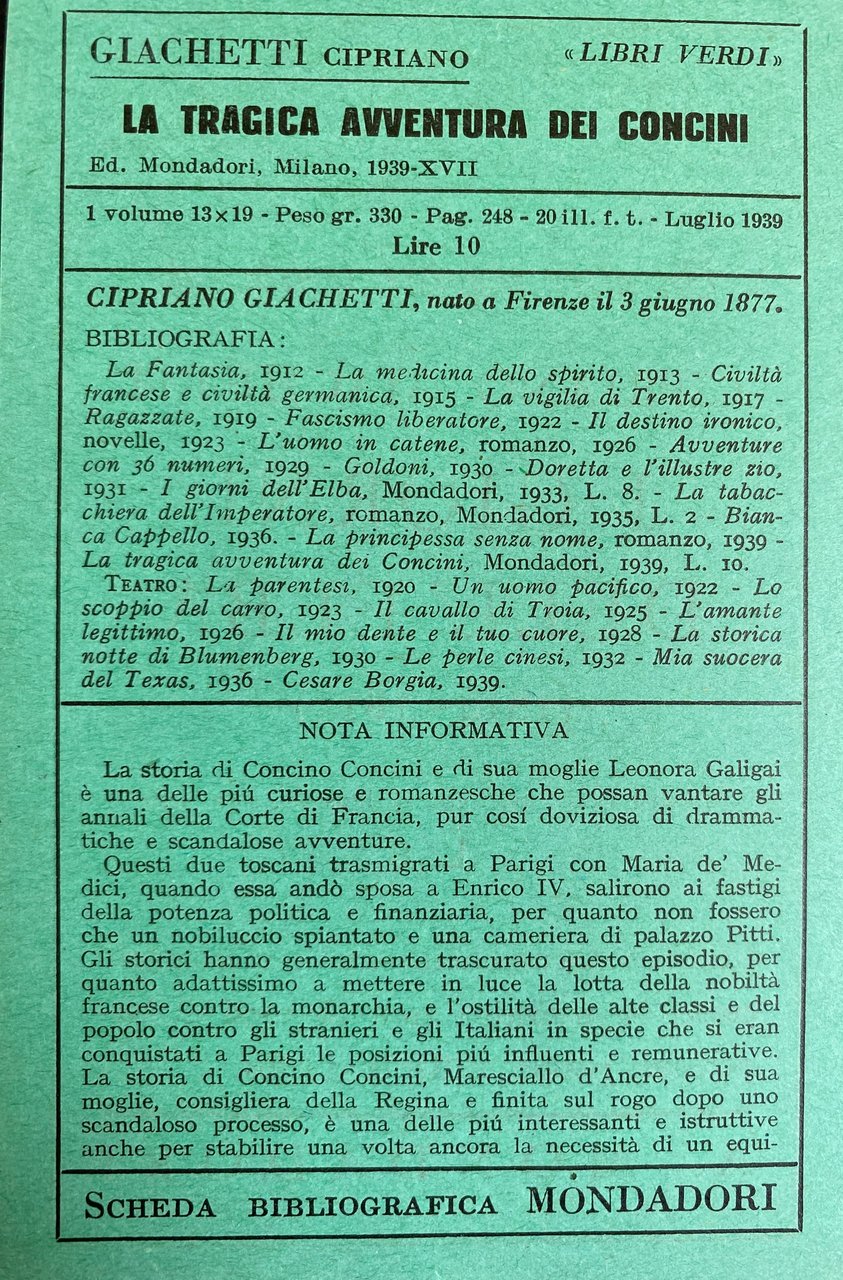 GIACHETTI CIPRIANO «LIBRI VERDI»
LA TRAGICA AVVENTURA DEI CONCINI
Ed. Mondadori, Milano, 1939-XVII
1 volume 13×19 - Peso gr. 330 - Pag. 248 - 20 ill. f. t. - Luglio 1939
Lire 10
CIPRIANO GIACHETTI, nato a Firenze il 3 giugno 1877.
BIBLIOGRAFIA:
La Fantasia, 1912 - La medicina dello spirito, 1913 - Civiltà
francese e civiltà germanica, 1915 - La vigilia di Trento, 1917 -
Ragazzate, 1919 - Fascismo liberatore, 1922 - Il destino ironico,
novelle, 1923 - L'uomo in catene, romanzo, 1926 - Avventure
con 36 numeri, 1929 - Goldoni, 1930 - Doretta e l'illustre zio,
1931 - I giorni dell'Elba, Mondadori, 1933, L. 8. - La tabac-
chiera dell'Imperatore, romanzo, Mondadori, 1935, L. 2 - Bian-
ca Cappello, 1936. - La principessa senza nome, romanzo, 1939 -
La tragica avventura dei Concini, Mondadori, 1939, L. 10.
TEATRO: La parentesi, 1920 - Un uomo pacifico, 1922 - Lo
scoppio del carro, 1923 - Il cavallo di Troia, 1925 - L'amante
legittimo, 1926 - Il mio dente e il tuo cuore, 1928 - La storica
notte di Blumenberg, 1930 - Le perle cinesi, 1932 - Mia suocera
del Texas, 1936 - Cesare Borgia, 1939.
NOTA INFORMATIVA
La storia di Concino Concini e di sua moglie Leonora Galigai
è una delle piú curiose e romanzesche che possan vantare gli
annali della Corte di Francia, pur cosí doviziosa di dramma-
tiche e scandalose avventure.
Questi due toscani trasmigrati a Parigi con Maria de' Me-
dici, quando essa andò sposa a Enrico IV, salirono ai fastigi
della potenza politica e finanziaria, per quanto non fossero
che un nobiluccio spiantato e una cameriera di palazzo Pitti.
Gli storici hanno generalmente trascurato questo episodio, per
quanto adattissimo a mettere in luce la lotta della nobiltà
francese contro la monarchia, e l'ostilità delle alte classi e del
popolo contro gli stranieri e gli Italiani in specie che si eran
conquistati a Parigi le posizioni piú influenti e remunerative.
La storia di Concino Concini, Maresciallo d'Ancre, e di sua
moglie, consigliera della Regina e finita sul rogo dopo uno
scandaloso processo, è una delle piú interessanti e istruttive
anche per stabilire una volta ancora la necessità di un equi-
SCHEDA BIBLIOGRAFICA MONDADORI